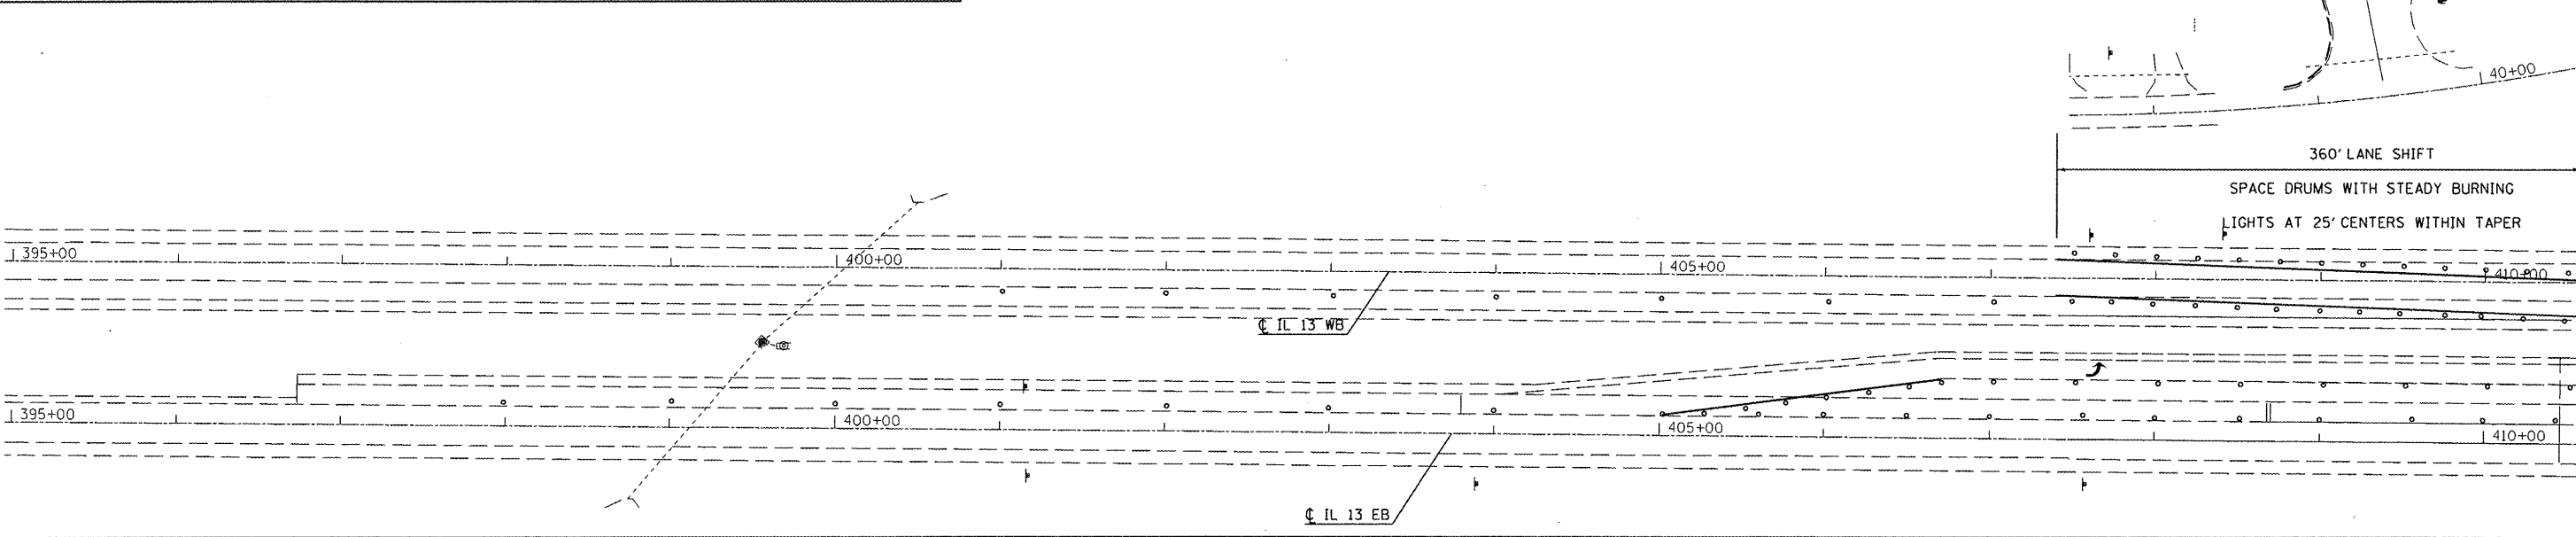 40+00
360' LANE SHIFT
SPACE DRUMS WITH STEADY BURNING
LIGHTS AT 25' CENTERS WITHIN TAPER
395+00
400+00
405+00
410+00
℄ IL 13 WB
395+00
400+00
405+00
410+00
℄ IL 13 EB